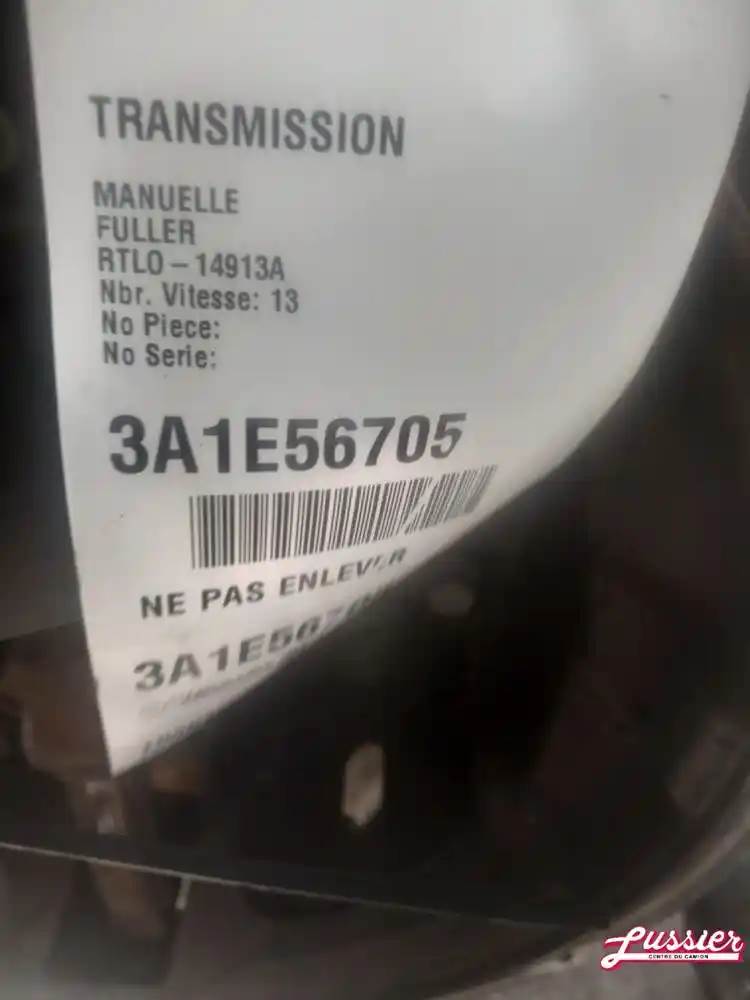 TRANSMISSION
MANUELLE
FULLER
RTLO-14913A
Nbr. Vitesse: 13
No Piece:
No Serie:
3A1E56705
NE PAS ENLEVER
3A1E567
Lussier
CENTRE DU CAMION